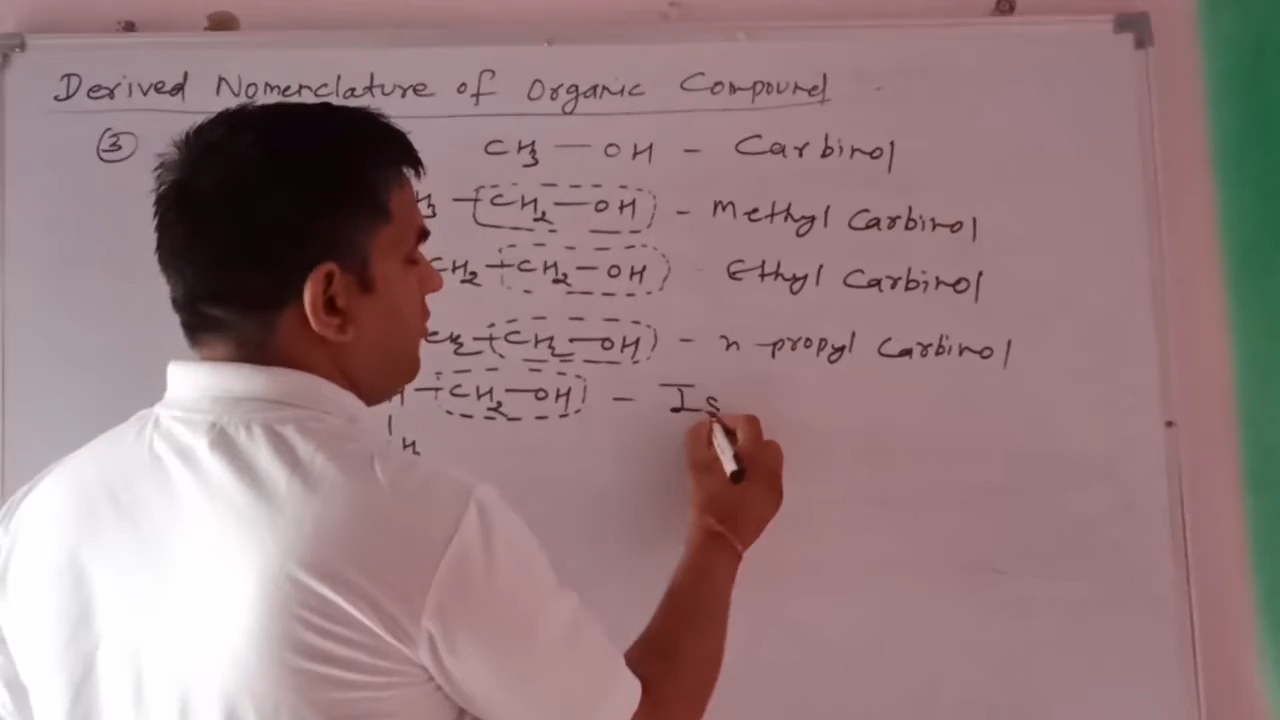 Derived Nomenclature of Organic Compound
③ CH3 — OH - Carbinol
—CH2—OH - Methyl Carbinol
CH2—CH2—OH Ethyl Carbinol
CH2—CH2—OH - n propyl Carbinol
—CH2—OH - Is